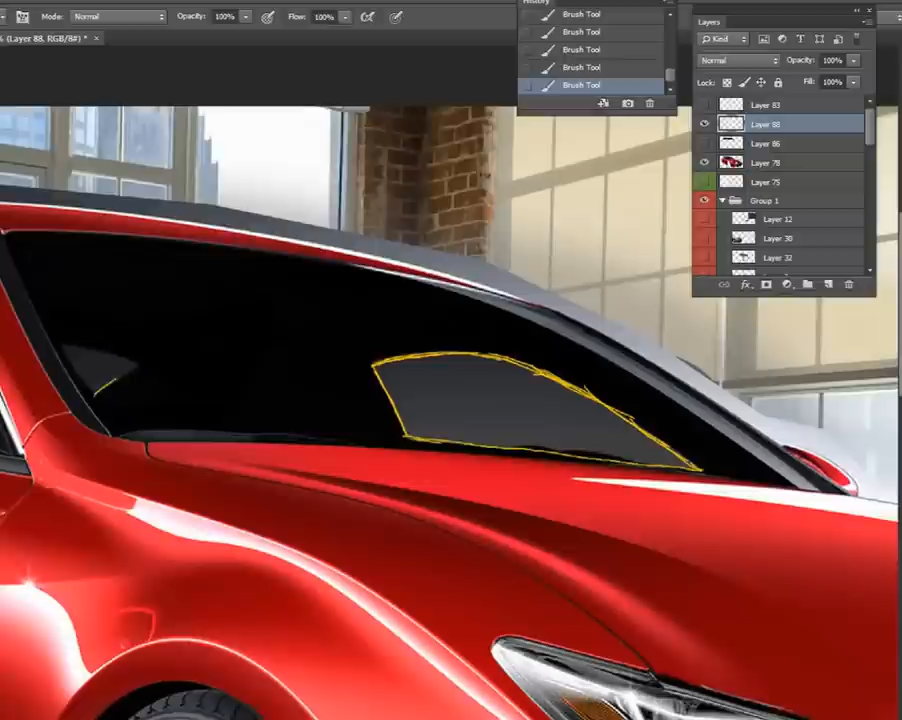 Mode: Normal Opacity: 100% Flow: 100%
% (Layer 88, RGB/8#) * ×
History
Brush Tool
Brush Tool
Brush Tool
Brush Tool
Brush Tool
Layers
Kind
Normal Opacity: 100%
Lock: Fill: 100%
Layer 83
Layer 88
Layer 86
Layer 78
Layer 75
Group 1
Layer 12
Layer 30
Layer 32
fx